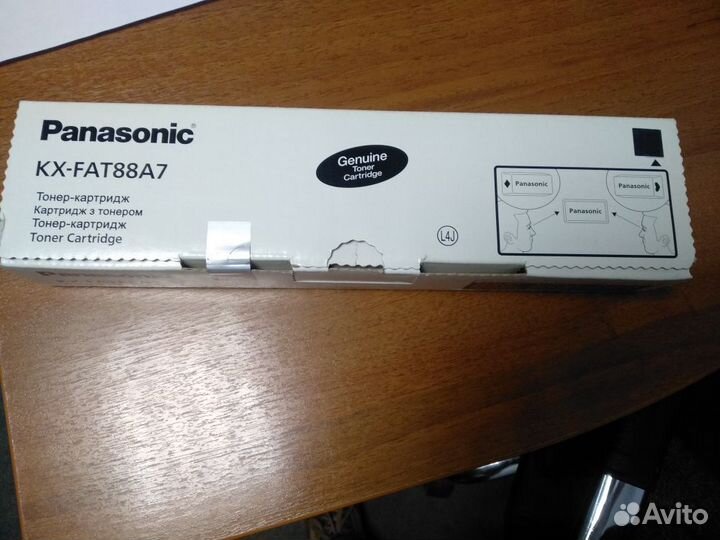 Panasonic
KX-FAT88A7
Тонер-картридж
Картридж з тонером
Тонер-картридж
Toner Cartridge
Genuine
Toner
Cartridge
L4J
Panasonic
Panasonic
Panasonic
Avito